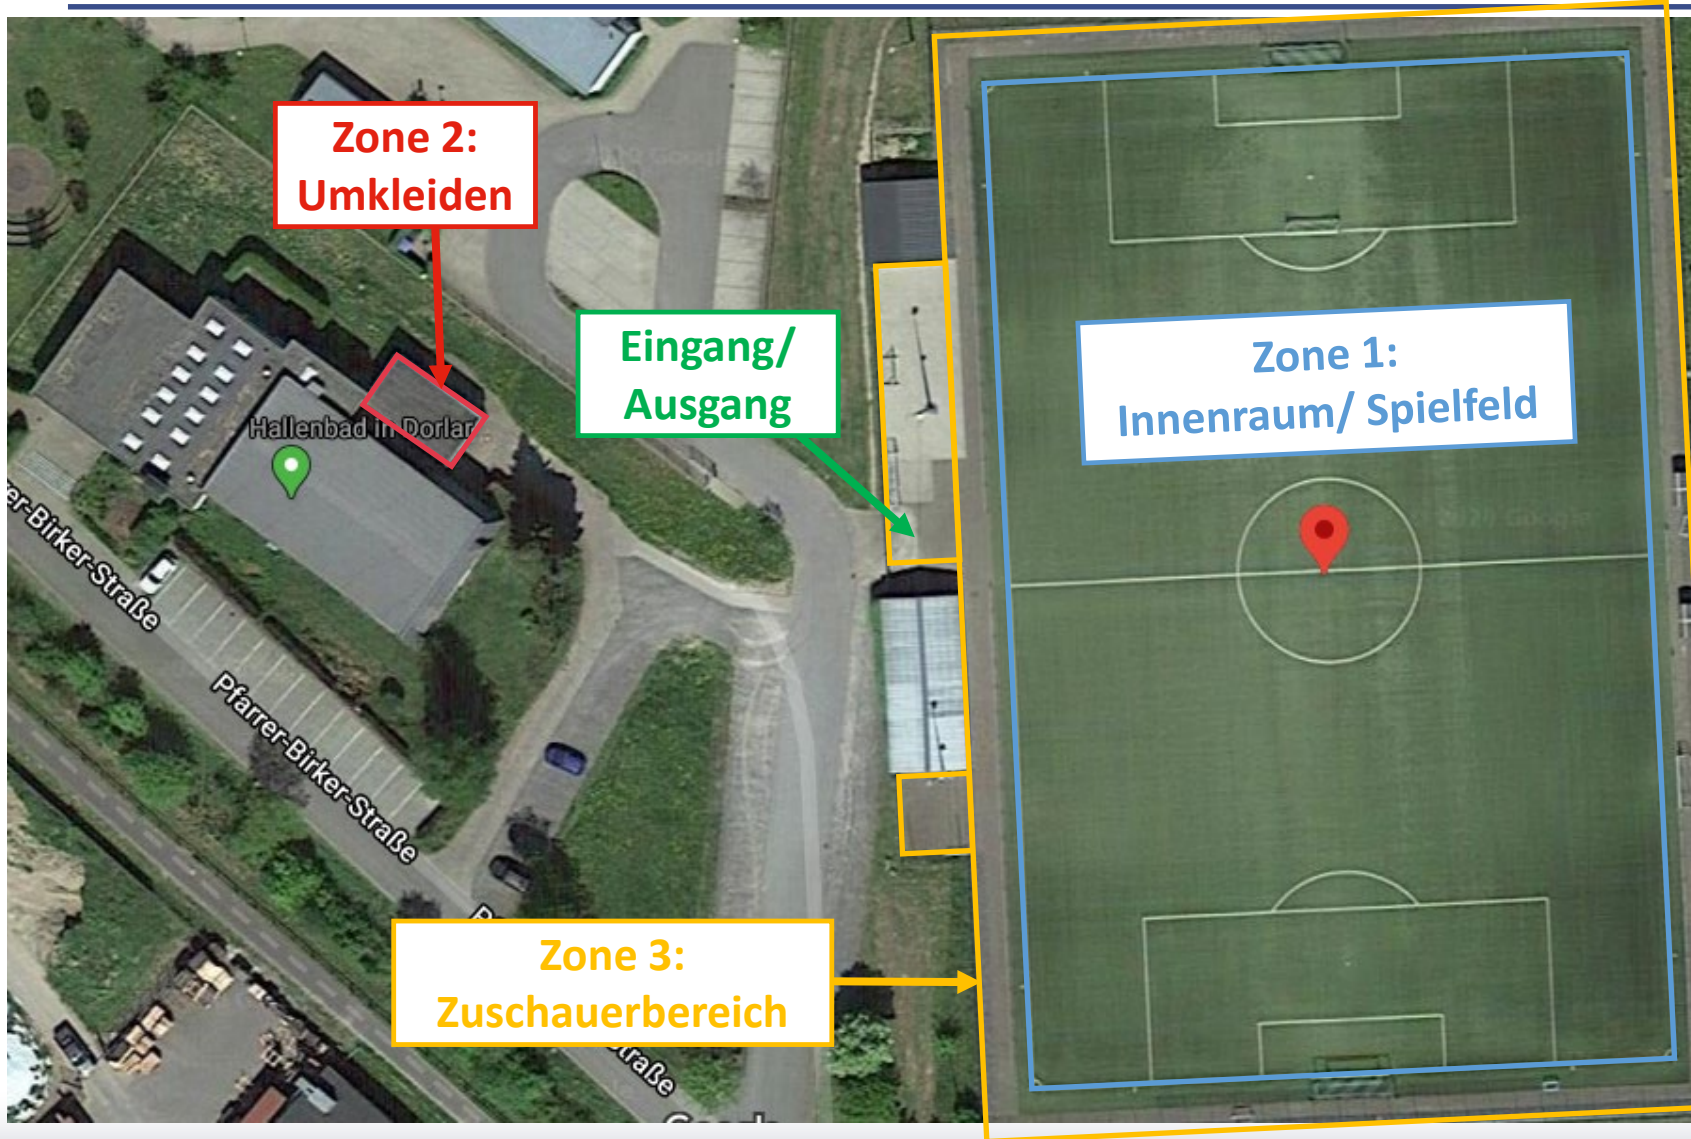 Zone 2:
Umkleiden
Eingang/
Ausgang
Zone 1:
Innenraum/ Spielfeld
Hallenbad in Dorlar
er-Birker-Straße
Pfarrer-Birker-Straße
Zone 3:
Zuschauerbereich
traße